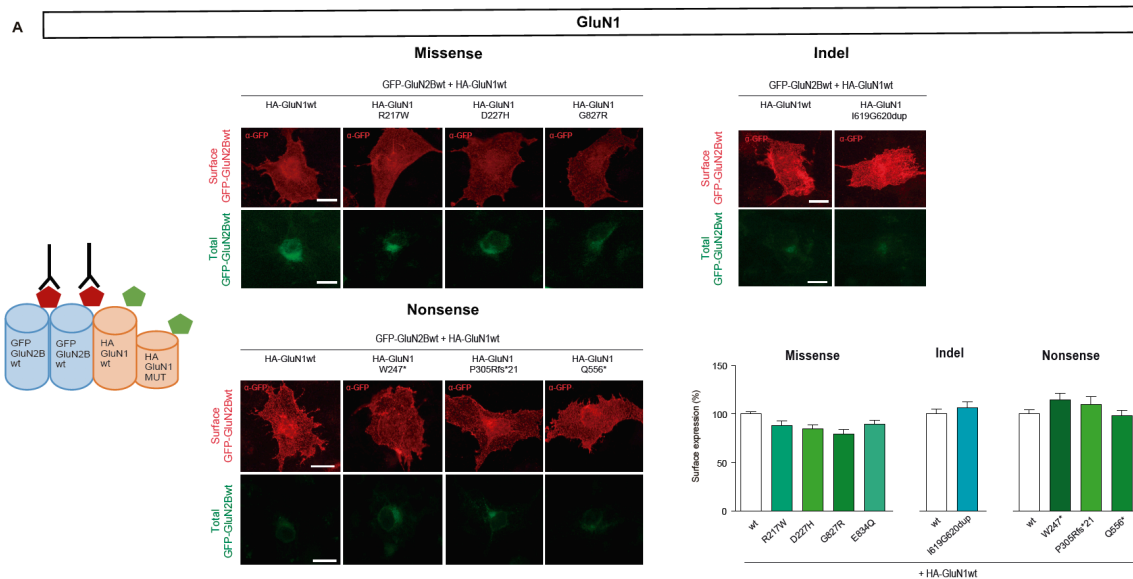 A
GluN1
Missense
GFP-GluN2Bwt + HA-GluN1wt
HA-GluN1wt
HA-GluN1
R217W
HA-GluN1
D227H
HA-GluN1
G827R
α-GFP
α-GFP
α-GFP
α-GFP
Surface
GFP-GluN2Bwt
Total
GFP-GluN2Bwt
Indel
GFP-GluN2Bwt + HA-GluN1wt
HA-GluN1wt
HA-GluN1
I619G620dup
α-GFP
α-GFP
Surface
GFP-GluN2Bwt
Total
GFP-GluN2Bwt
GFP
GluN2B
wt
GFP
GluN2B
wt
HA
GluN1
wt
HA
GluN1
MUT
Nonsense
GFP-GluN2Bwt + HA-GluN1wt
HA-GluN1wt
HA-GluN1
W247*
HA-GluN1
P305Rfs*21
HA-GluN1
Q556*
α-GFP
α-GFP
α-GFP
α-GFP
Surface
GFP-GluN2Bwt
Total
GFP-GluN2Bwt
Missense
Indel
Nonsense
Surface expression (%)
150
100
50
0
wt
R217W
D227H
G827R
E834Q
wt
I619G620dup
wt
W247*
P305Rfs*21
Q556*
+ HA-GluN1wt